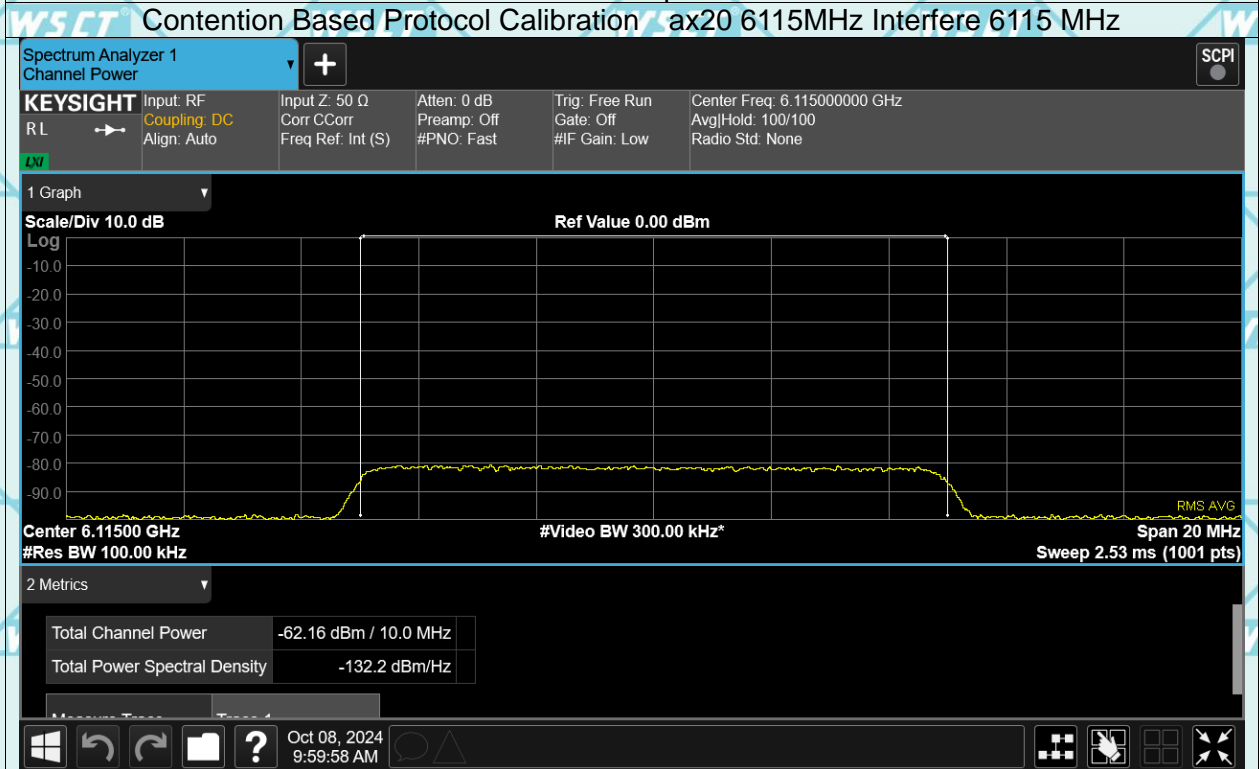 Contention Based Protocol Calibration ax20 6115MHz Interfere 6115 MHz
Spectrum Analyzer 1
Channel Power
SCPI
KEYSIGHT
RL
LXI
Input: RF
Coupling: DC
Align: Auto
Input Z: 50 Ω
Corr CCorr
Freq Ref: Int (S)
Atten: 0 dB
Preamp: Off
#PNO: Fast
Trig: Free Run
Gate: Off
#IF Gain: Low
Center Freq: 6.115000000 GHz
Avg|Hold: 100/100
Radio Std: None
1 Graph
Scale/Div 10.0 dB
Ref Value 0.00 dBm
Log
-10.0
-20.0
-30.0
-40.0
-50.0
-60.0
-70.0
-80.0
-90.0
RMS AVG
Center 6.11500 GHz
#Video BW 300.00 kHz*
Span 20 MHz
#Res BW 100.00 kHz
Sweep 2.53 ms (1001 pts)
2 Metrics
Total Channel Power -62.16 dBm / 10.0 MHz
Total Power Spectral Density -132.2 dBm/Hz
Measure Trace Trace 1
?
Oct 08, 2024
9:59:58 AM